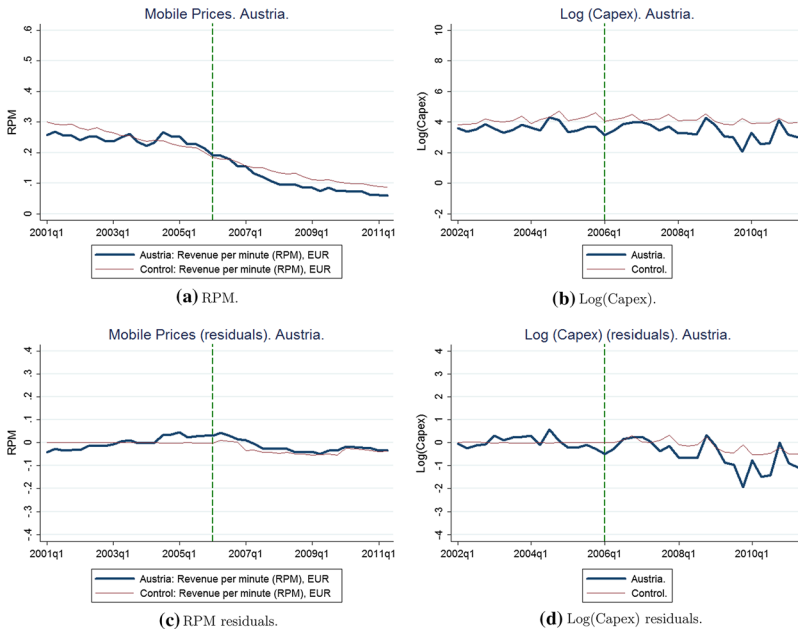 Mobile Prices. Austria.
RPM
.6
.5
.4
.3
.2
.1
0
2001q1 2003q1 2005q1 2007q1 2009q1 2011q1
Austria: Revenue per minute (RPM), EUR
Control: Revenue per minute (RPM), EUR
(a) RPM.
Log (Capex). Austria.
Log(Capex)
10
8
6
4
2
0
-2
2002q1 2004q1 2006q1 2008q1 2010q1
Austria.
Control.
(b) Log(Capex).
Mobile Prices (residuals). Austria.
RPM
.4
.3
.2
.1
0
-.1
-.2
-.3
-.4
2001q1 2003q1 2005q1 2007q1 2009q1 2011q1
Austria: Revenue per minute (RPM), EUR
Control: Revenue per minute (RPM), EUR
(c) RPM residuals.
Log (Capex) (residuals). Austria.
Log(Capex)
4
3
2
1
0
-1
-2
-3
-4
2002q1 2004q1 2006q1 2008q1 2010q1
Austria.
Control.
(d) Log(Capex) residuals.